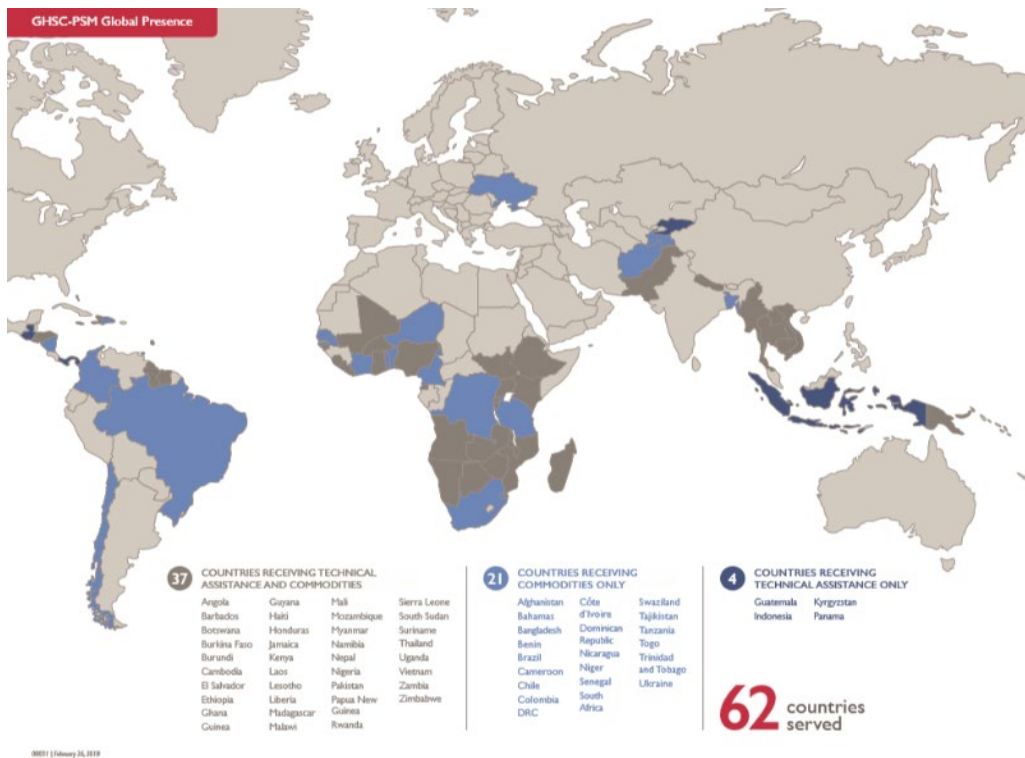 GHSC-PSM Global Presence
37
COUNTRIES RECEIVING TECHNICAL
ASSISTANCE AND COMMODITIES
Angola
Barbados
Botswana
Burkina Faso
Burundi
Cambodia
El Salvador
Ethiopia
Ghana
Guinea
Guyana
Haiti
Honduras
Jamaica
Kenya
Laos
Lesotho
Liberia
Madagascar
Malawi
Mali
Mozambique
Myanmar
Namibia
Nepal
Nigeria
Pakistan
Papua New
Guinea
Rwanda
Sierra Leone
South Sudan
Suriname
Thailand
Uganda
Vietnam
Zambia
Zimbabwe
21
COUNTRIES RECEIVING
COMMODITIES ONLY
Afghanistan
Bahamas
Bangladesh
Benin
Brazil
Cameroon
Chile
Colombia
DRC
Côte
d'Ivoire
Dominican
Republic
Nicaragua
Niger
Senegal
South
Africa
Swaziland
Tajikistan
Tanzania
Togo
Trinidad
and Tobago
Ukraine
4
COUNTRIES RECEIVING
TECHNICAL ASSISTANCE ONLY
Guatemala
Indonesia
Kyrgyzstan
Panama
62 countries
served
February 26,